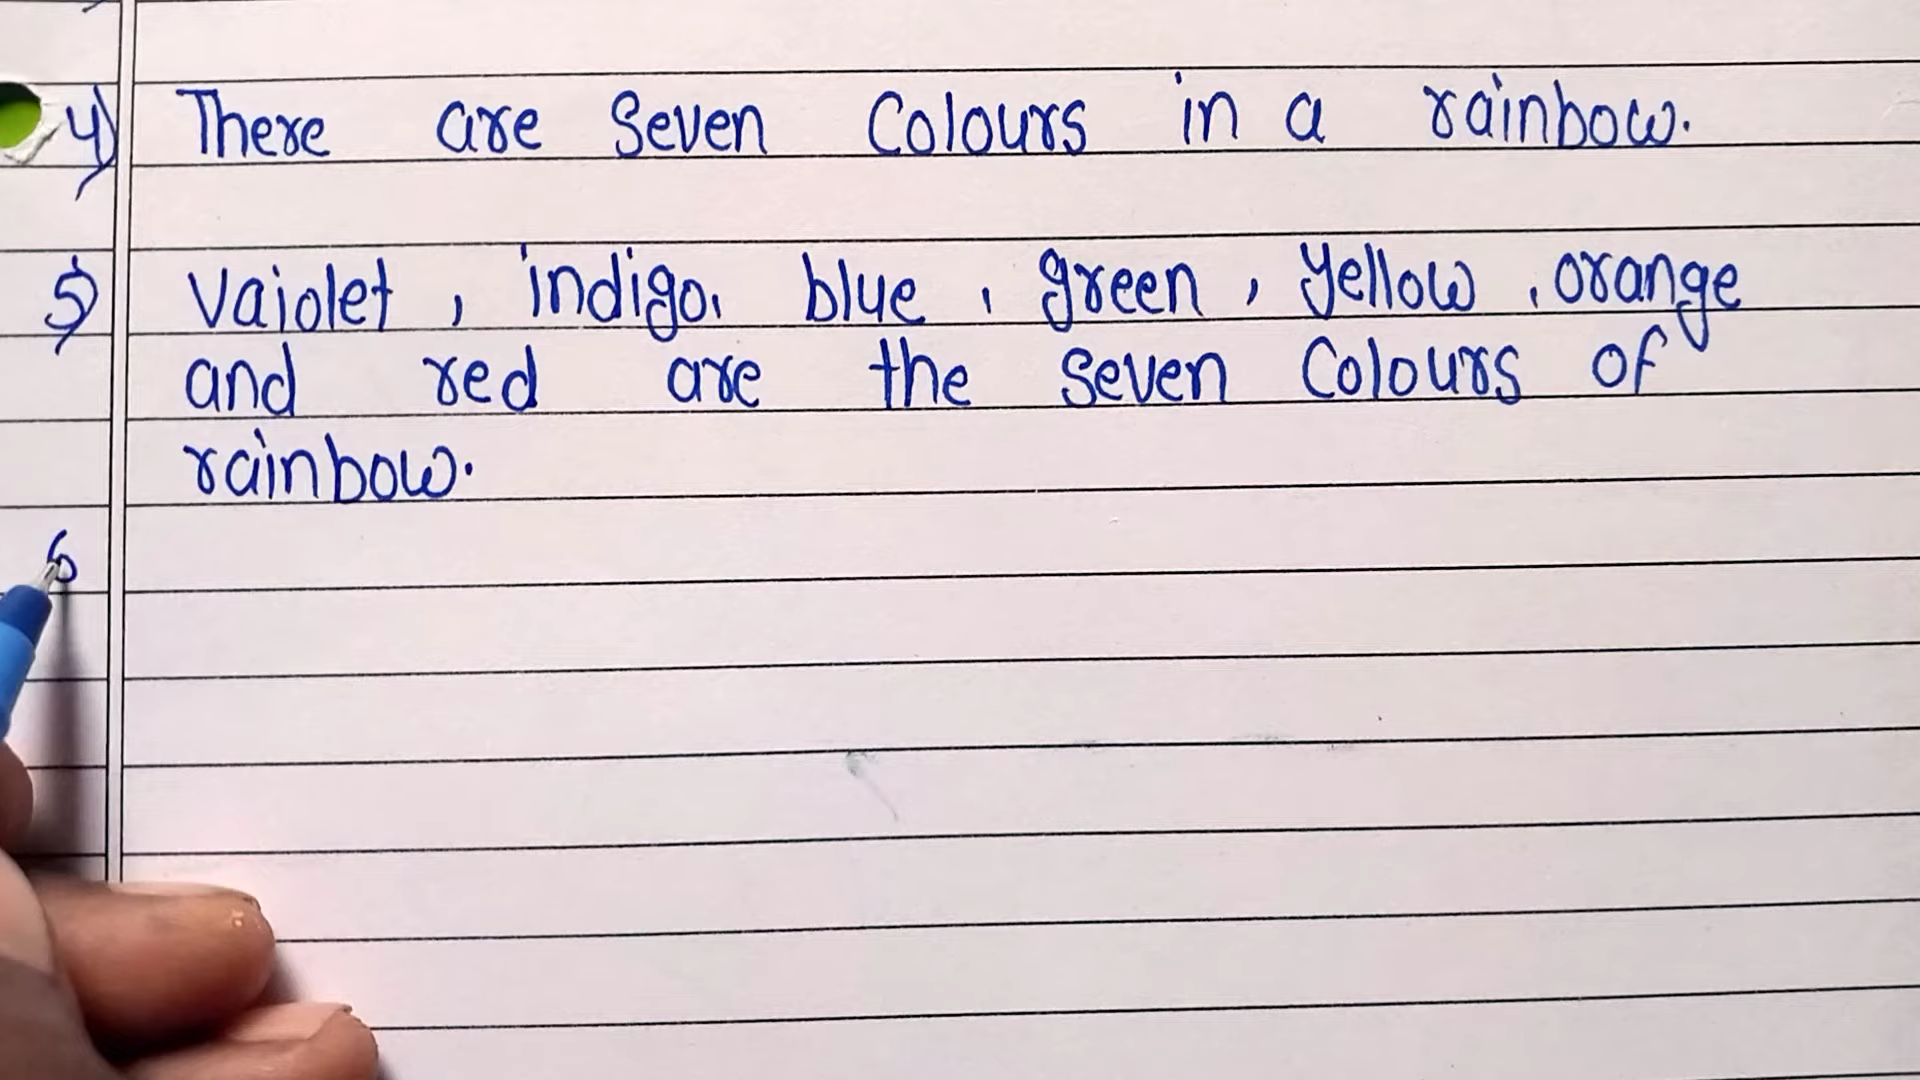 4) There are Seven Colours in a rainbow.
5) Vaiolet , indigo, blue , green , yellow , orange
and red are the seven Colours of
rainbow.
6